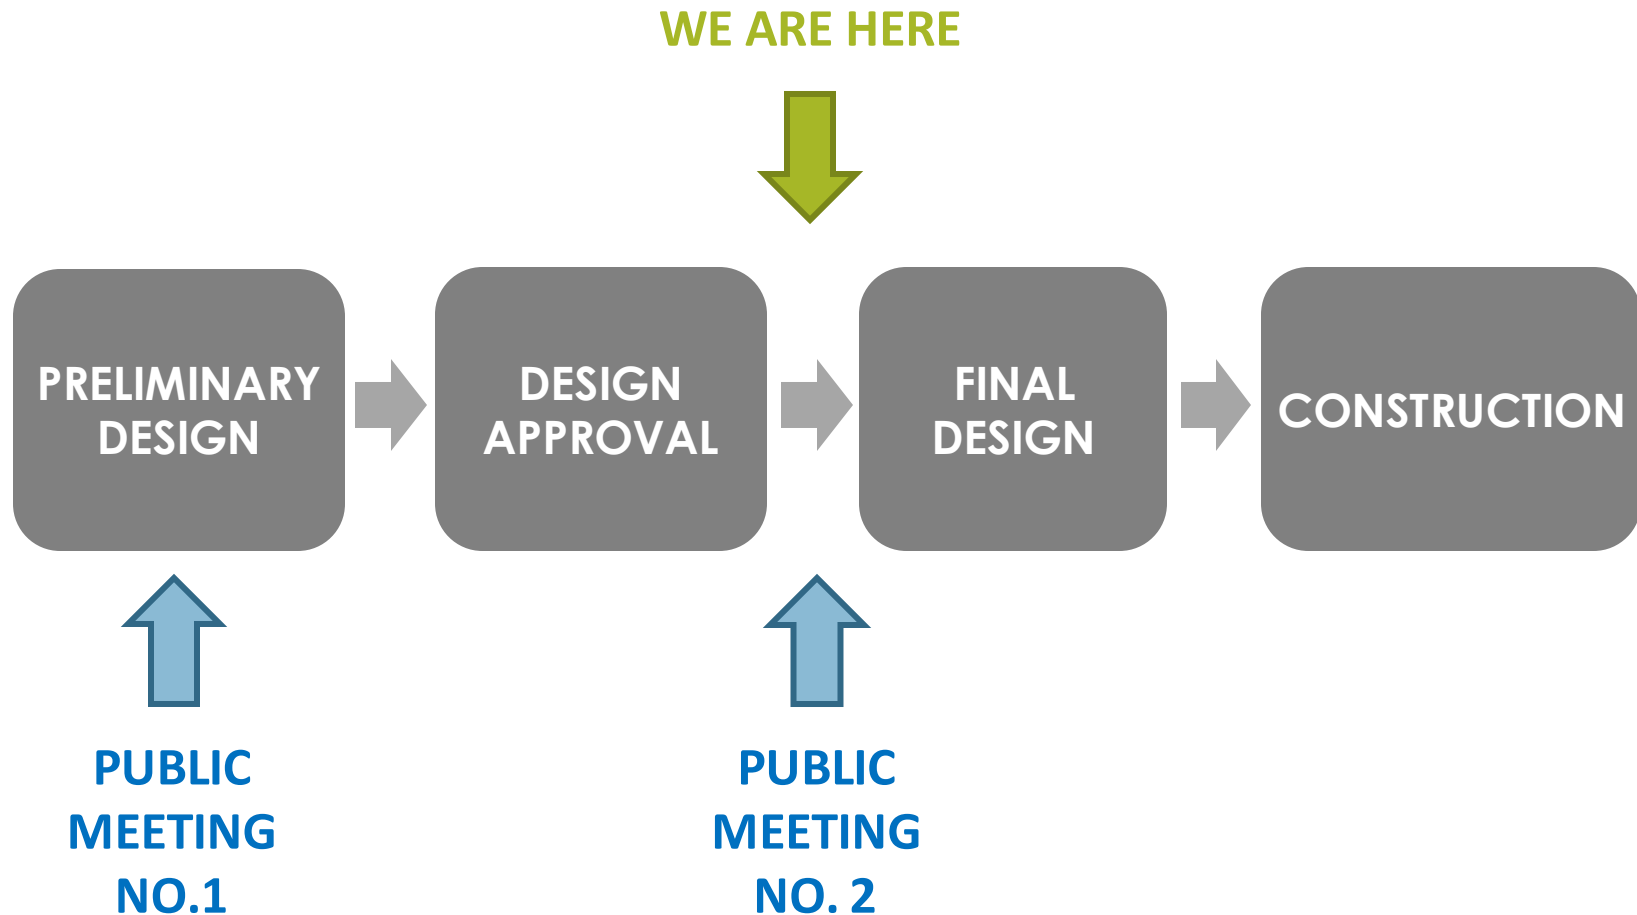 WE ARE HERE
PRELIMINARY
DESIGN
DESIGN
APPROVAL
FINAL
DESIGN
CONSTRUCTION
PUBLIC
MEETING
NO.1
PUBLIC
MEETING
NO. 2